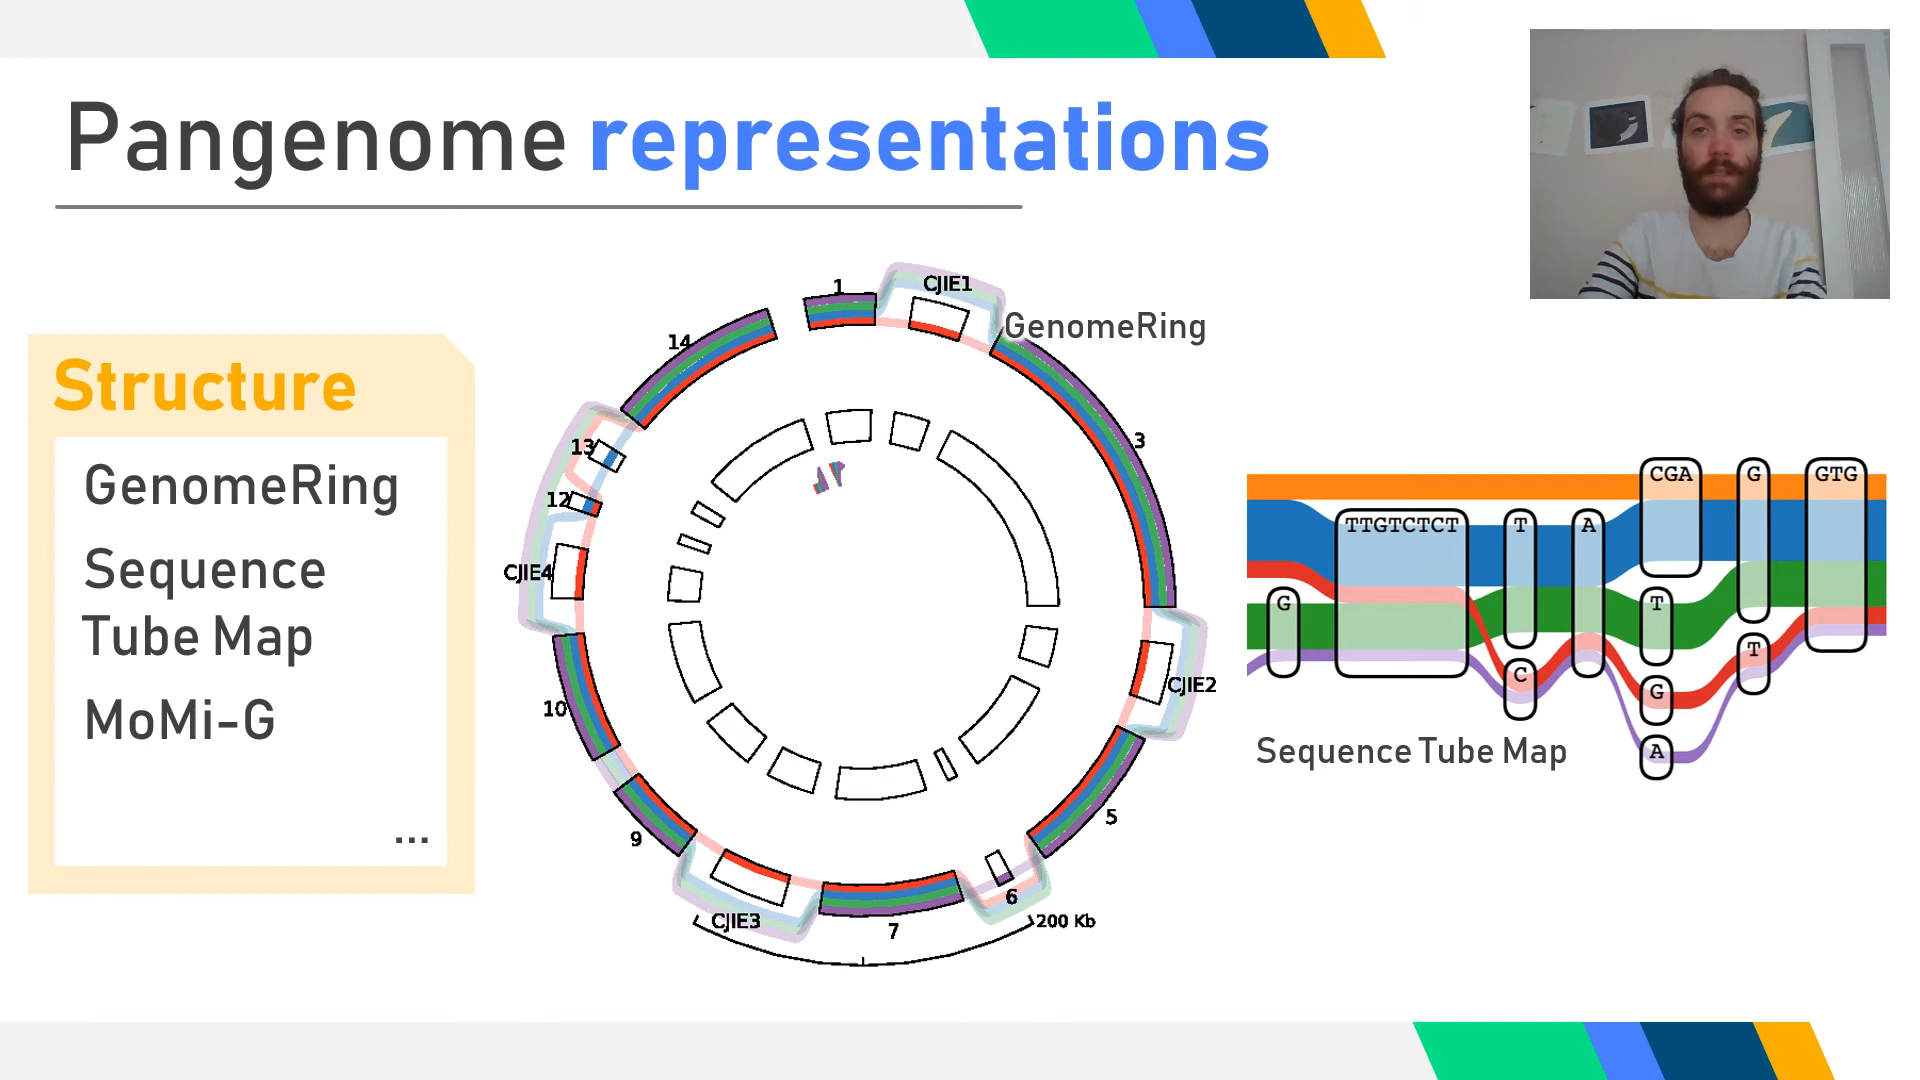 Pangenome representations
Structure
GenomeRing
Sequence
Tube Map
MoMi-G
...
1
CJIE1
GenomeRing
14
3
13
12
CJIE4
CJIE2
10
5
9
6
CJIE3
7
200 Kb
CGA
G
GTG
TTGTCTCT
T
A
G
T
T
C
G
A
Sequence Tube Map